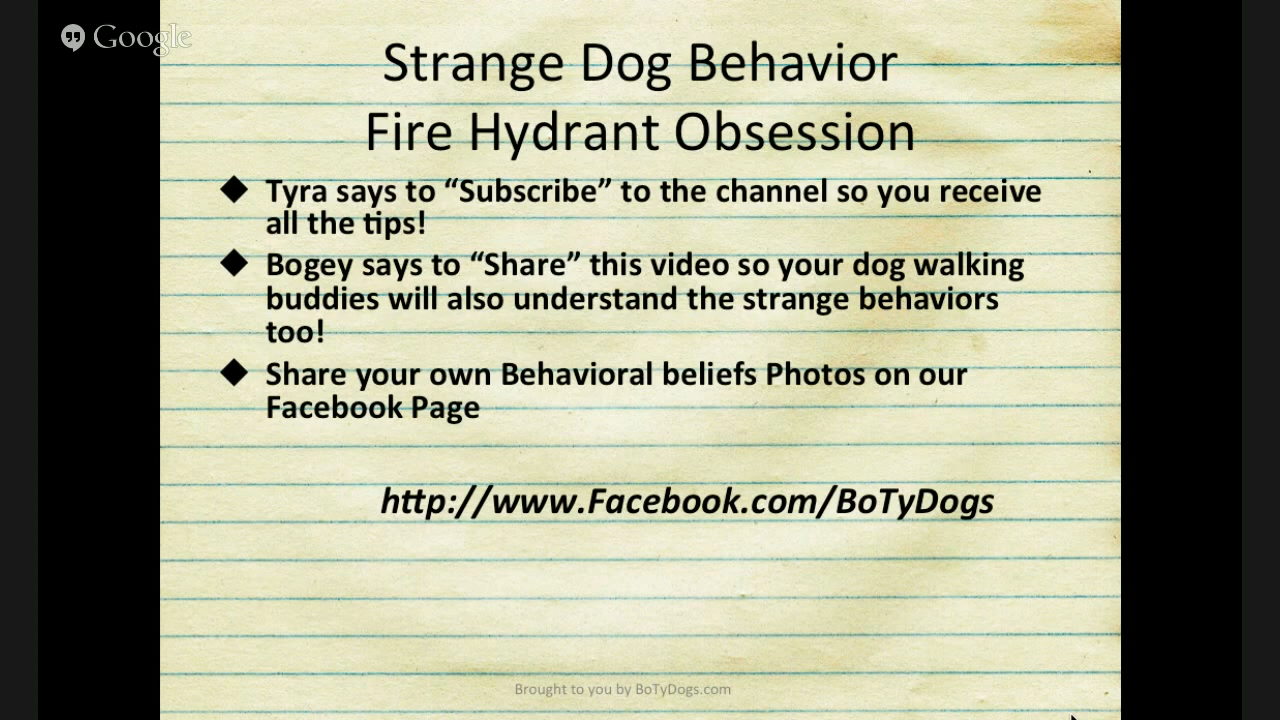 Google
Strange Dog Behavior
Fire Hydrant Obsession
◆ Tyra says to “Subscribe” to the channel so you receive
all the tips!
◆ Bogey says to “Share” this video so your dog walking
buddies will also understand the strange behaviors
too!
◆ Share your own Behavioral beliefs Photos on our
Facebook Page
http://www.Facebook.com/BoTyDogs
Brought to you by BoTyDogs.com